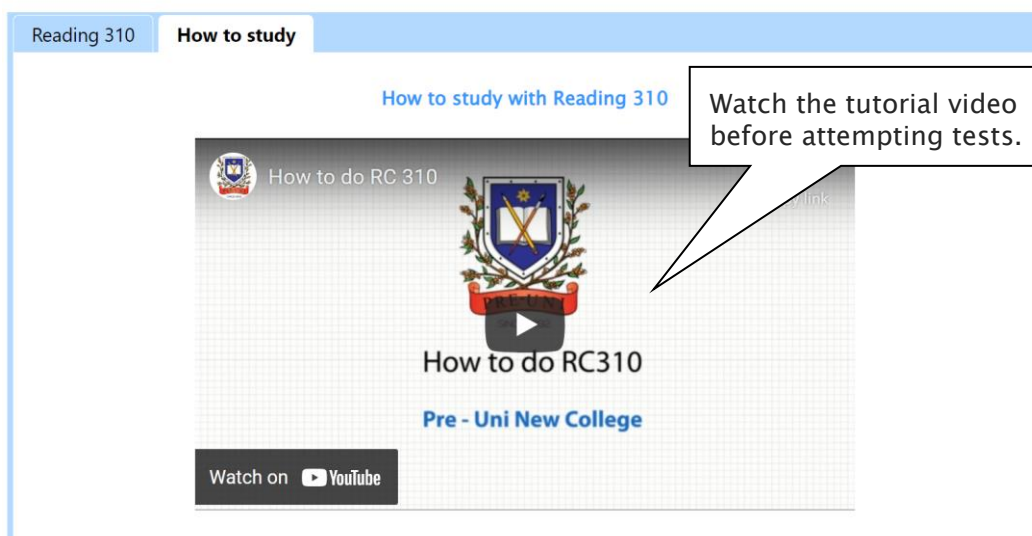 Reading 310
How to study
How to study with Reading 310
Watch the tutorial video
before attempting tests.
How to do RC 310
PRE-UNI
How to do RC310
Pre - Uni New College
Watch on YouTube